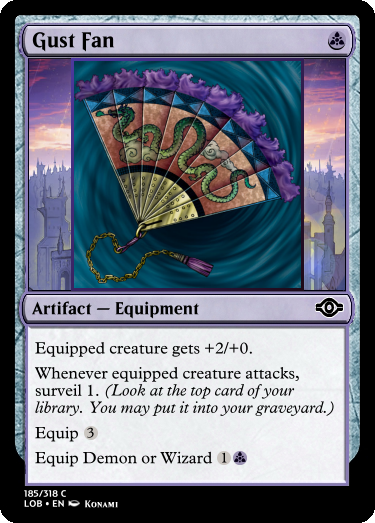 Gust Fan
Artifact — Equipment
Equipped creature gets +2/+0.
Whenever equipped creature attacks,
surveil 1. (Look at the top card of your
library. You may put it into your graveyard.)
Equip 3
Equip Demon or Wizard 1
185/318 C
LOB • EN Konami